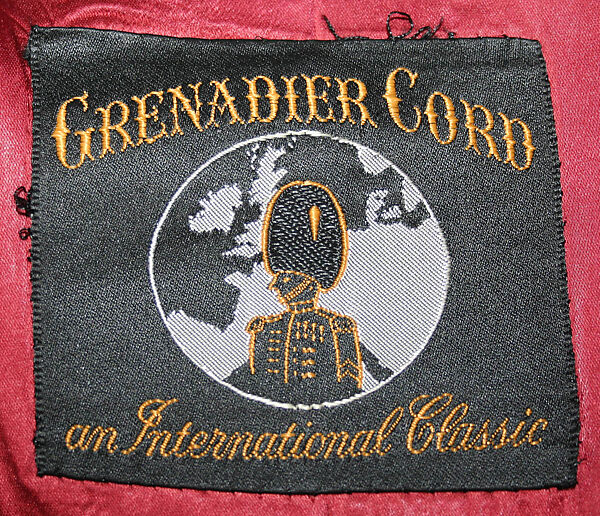 GRENADIER CORD
an International Classic